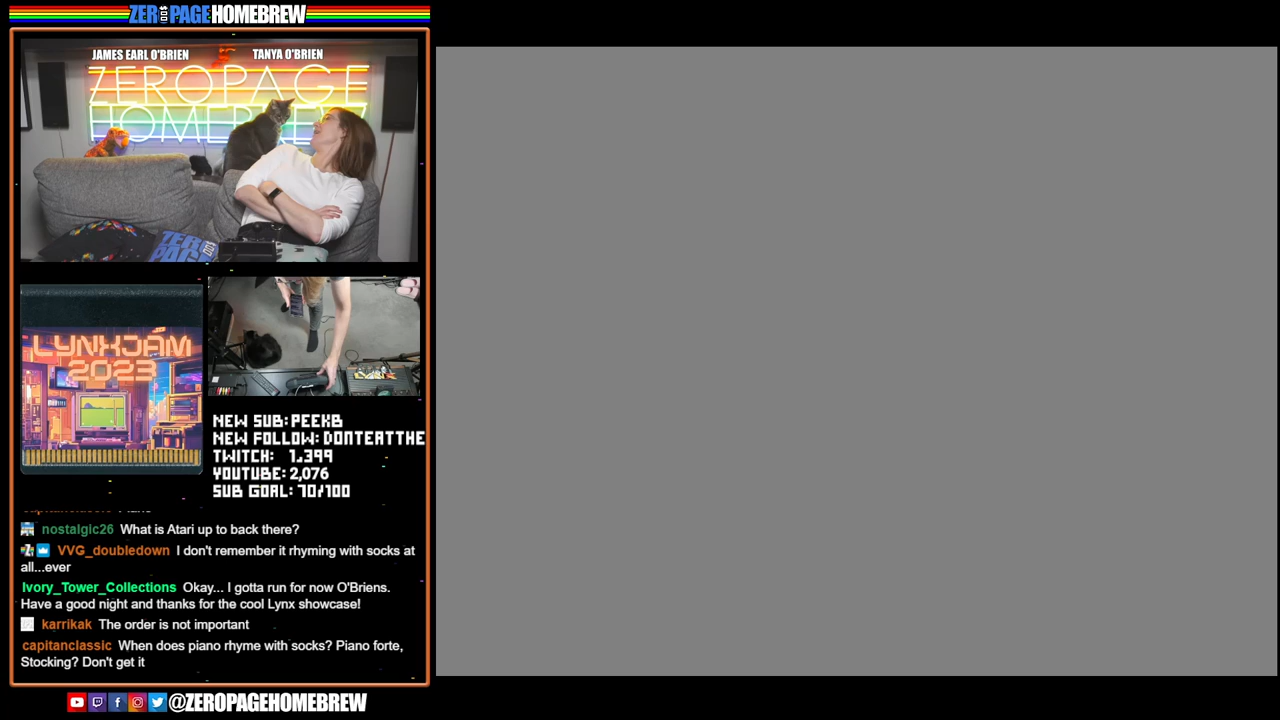 ZEROPAGE HOMEBREW
JAMES EARL O'BRIEN
TANYA O'BRIEN
ZEROPAGE
HOMEBREW
ZERO
PAGE
LYNXJAM
2023
LYNX
NEW SUB: PEEKB
NEW FOLLOW: DONTEATTHE
TWITCH: 1,399
YOUTUBE: 2,076
SUB GOAL: 70/100
nostalgic26 What is Atari up to back there?
VVG_doubledown I don't remember it rhyming with socks at
all...ever
Ivory_Tower_Collections Okay... I gotta run for now O'Briens.
Have a good night and thanks for the cool Lynx showcase!
karrikak The order is not important
capitanclassic When does piano rhyme with socks? Piano forte,
Stocking? Don't get it
@ZEROPAGEHOMEBREW